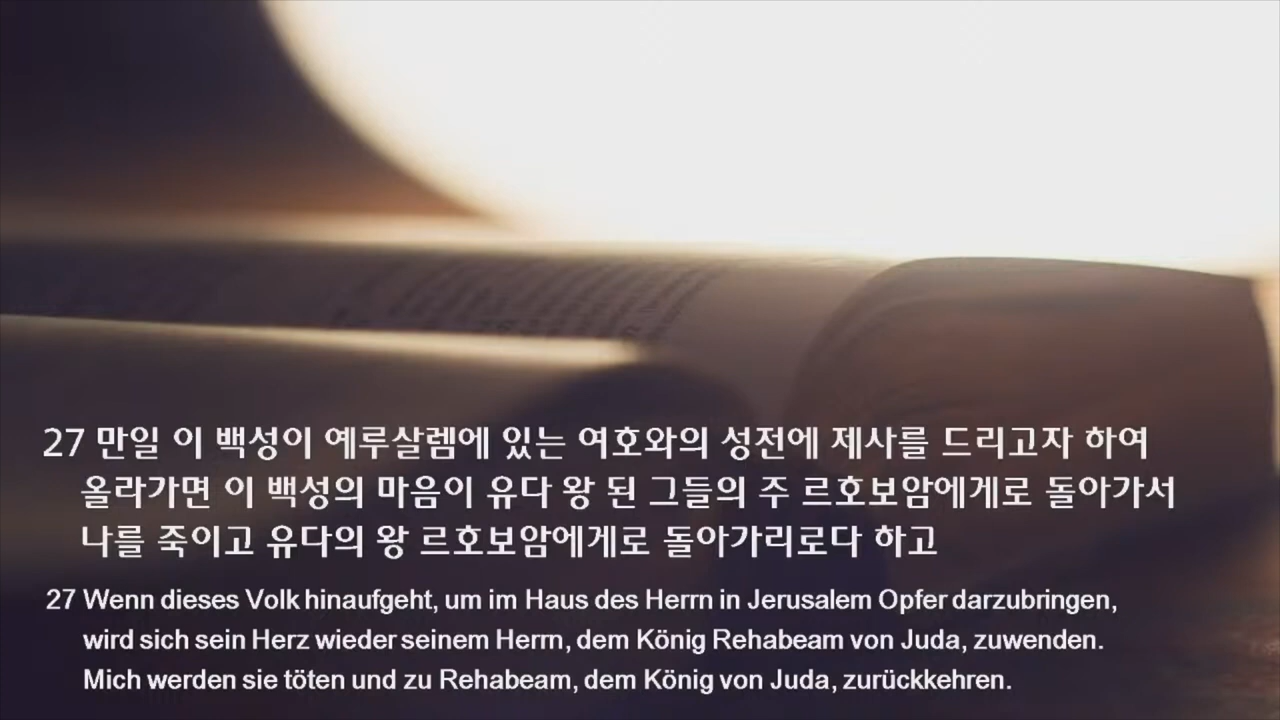 27 만일 이 백성이 예루살렘에 있는 여호와의 성전에 제사를 드리고자 하여
올라가면 이 백성의 마음이 유다 왕 된 그들의 주 르호보암에게로 돌아가서
나를 죽이고 유다의 왕 르호보암에게로 돌아가리로다 하고
27 Wenn dieses Volk hinaufgeht, um im Haus des Herrn in Jerusalem Opfer darzubringen,
wird sich sein Herz wieder seinem Herrn, dem König Rehabeam von Juda, zuwenden.
Mich werden sie töten und zu Rehabeam, dem König von Juda, zurückkehren.